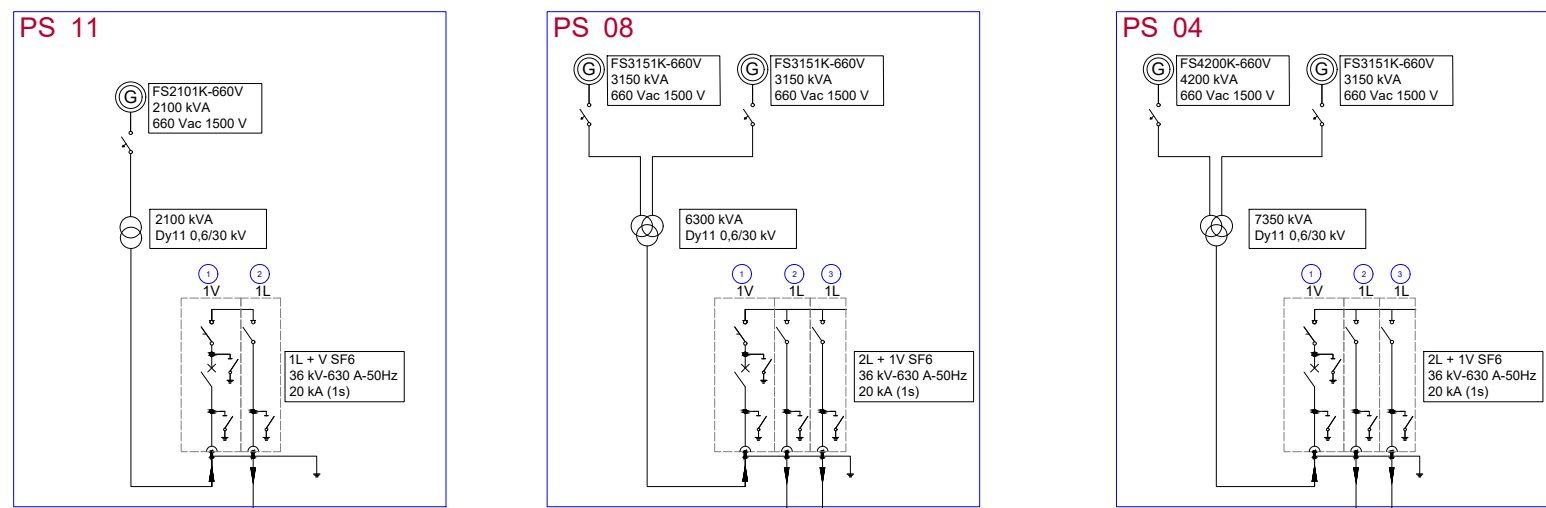 PS 11
G
FS2101K-660V
2100 kVA
660 Vac 1500 V
2100 kVA
Dy11 0,6/30 kV
1
2
1V
1L
1L + V SF6
36 kV-630 A-50Hz
20 kA (1s)
PS 08
G
FS3151K-660V
3150 kVA
660 Vac 1500 V
G
FS3151K-660V
3150 kVA
660 Vac 1500 V
6300 kVA
Dy11 0,6/30 kV
1
2
3
1V
1L
1L
2L + 1V SF6
36 kV-630 A-50Hz
20 kA (1s)
PS 04
G
FS4200K-660V
4200 kVA
660 Vac 1500 V
G
FS3151K-660V
3150 kVA
660 Vac 1500 V
7350 kVA
Dy11 0,6/30 kV
1
2
3
1V
1L
1L
2L + 1V SF6
36 kV-630 A-50Hz
20 kA (1s)